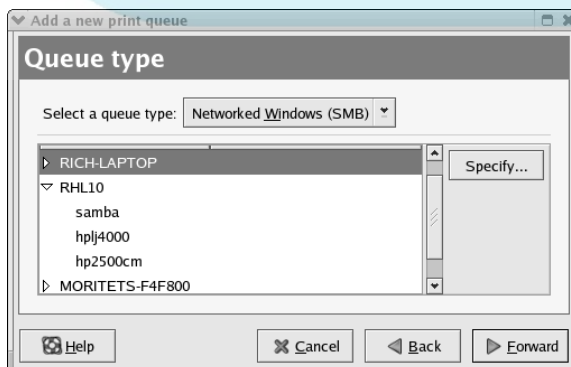 Add a new print queue
Queue type
Select a queue type: Networked Windows (SMB)
RICH-LAPTOP
Specify...
RHL10
samba
hplj4000
hp2500cm
MORITETS-F4F800
Help Cancel Back Forward